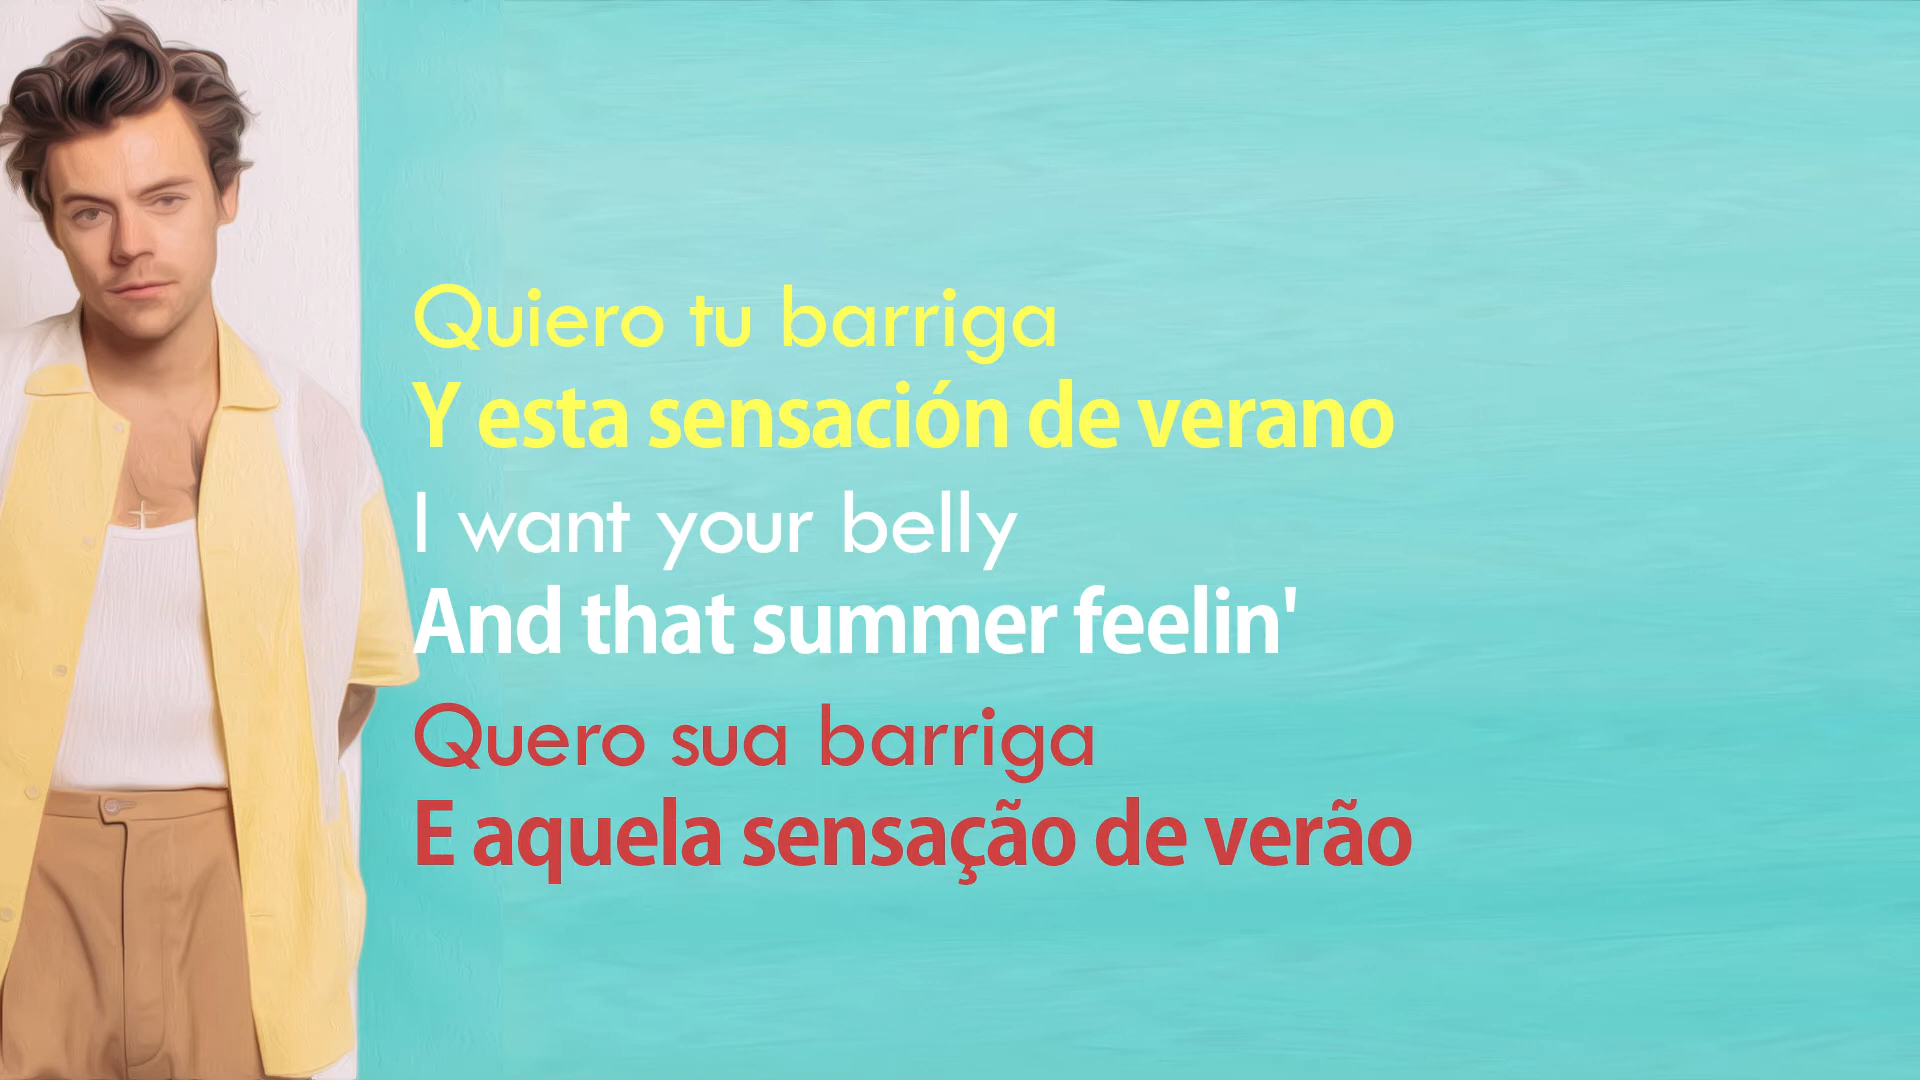 Quiero tu barriga
Y esta sensación de verano
I want your belly
And that summer feelin'
Quero sua barriga
E aquela sensação de verão